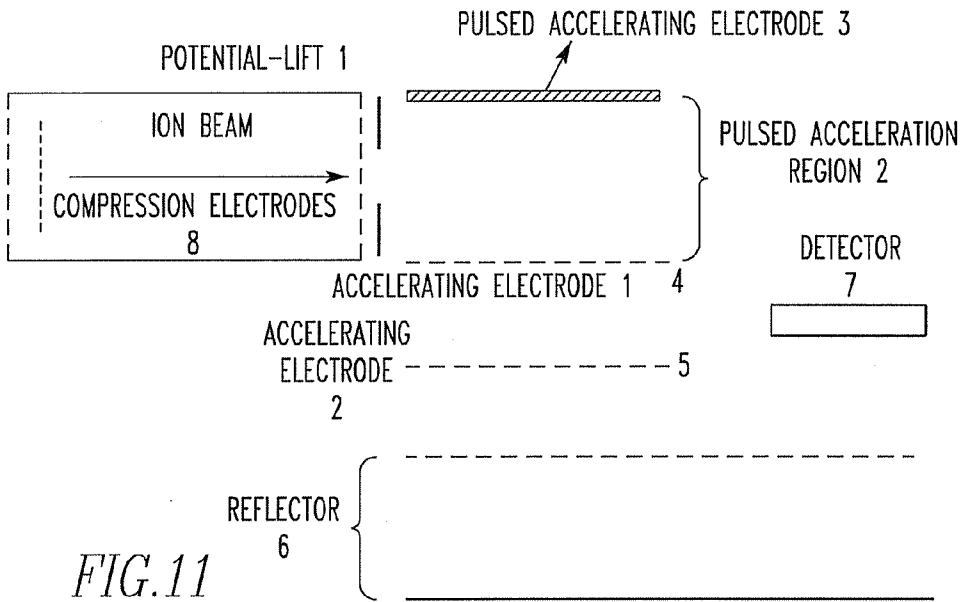 PULSED ACCELERATING ELECTRODE 3
POTENTIAL-LIFT 1
ION BEAM
COMPRESSION ELECTRODES
8
PULSED ACCELERATION
REGION 2
ACCELERATING ELECTRODE 1
4
DETECTOR
7
ACCELERATING
ELECTRODE
2
5
REFLECTOR
6
FIG.11